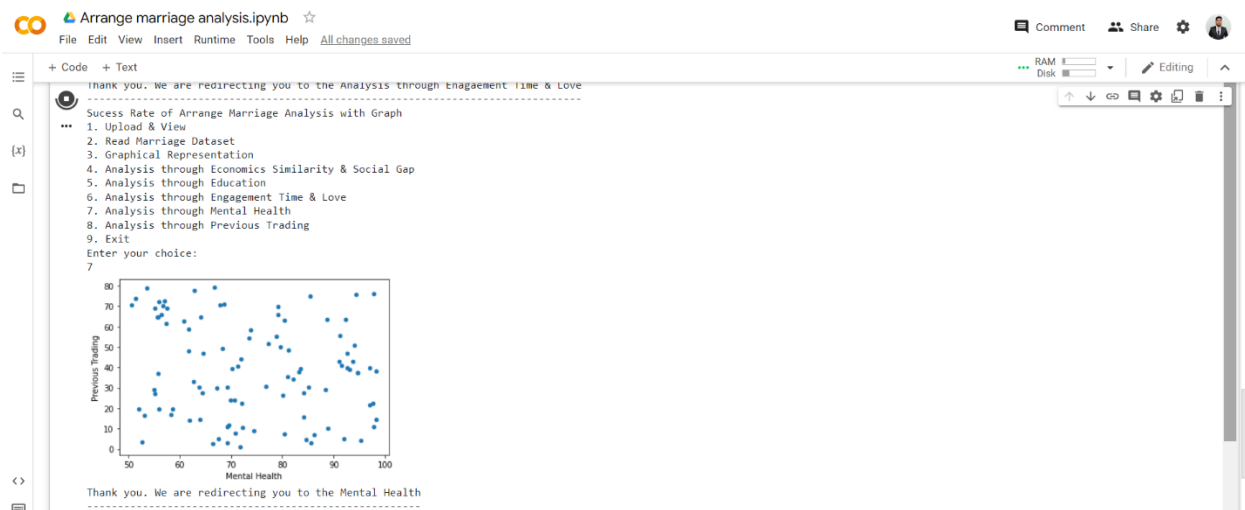 Arrange marriage analysis.ipynb
File Edit View Insert Runtime Tools Help All changes saved
Comment Share
+ Code + Text
RAM
Disk
Editing
Thank you. We are redirecting you to the Analysis through Enagaement Time & Love
--------------------------------------------------------------------------------
Sucess Rate of Arrange Marriage Analysis with Graph
1. Upload & View
2. Read Marriage Dataset
3. Graphical Representation
4. Analysis through Economics Similarity & Social Gap
5. Analysis through Education
6. Analysis through Engagement Time & Love
7. Analysis through Mental Health
8. Analysis through Previous Trading
9. Exit
Enter your choice:
7
80
70
60
50
40
30
20
10
0
Previous Trading
50 60 70 80 90 100
Mental Health
Thank you. We are redirecting you to the Mental Health
------------------------------------------------------